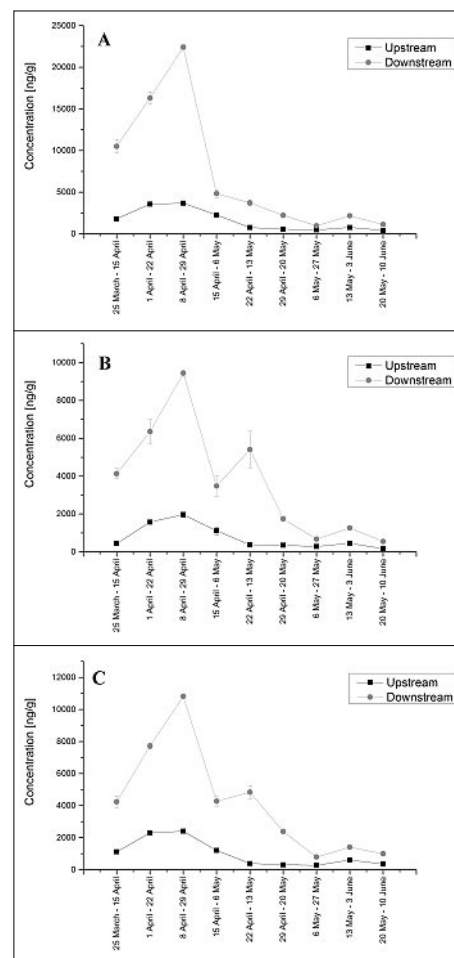 A
Upstream
Downstream
Concentration [ng/g]
25000
20000
15000
10000
5000
0
25 March - 15 April
1 April - 22 April
8 April - 29 April
15 April - 6 May
22 April - 13 May
29 April - 20 May
6 May - 27 May
13 May - 3 June
20 May - 10 June
B
Upstream
Downstream
Concentration [ng/g]
10000
8000
6000
4000
2000
0
25 March - 15 April
1 April - 22 April
8 April - 29 April
15 April - 6 May
22 April - 13 May
29 April - 20 May
6 May - 27 May
13 May - 3 June
20 May - 10 June
C
Upstream
Downstream
Concentration [ng/g]
12000
10000
8000
6000
4000
2000
0
25 March - 15 April
1 April - 22 April
8 April - 29 April
15 April - 6 May
22 April - 13 May
29 April - 20 May
6 May - 27 May
13 May - 3 June
20 May - 10 June